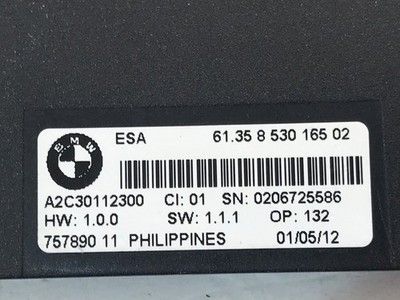 BMW
ESA 61.35 8 530 165 02
A2C30112300 CI: 01 SN: 0206725586
HW: 1.0.0 SW: 1.1.1 OP: 132
757890 11 PHILIPPINES 01/05/12